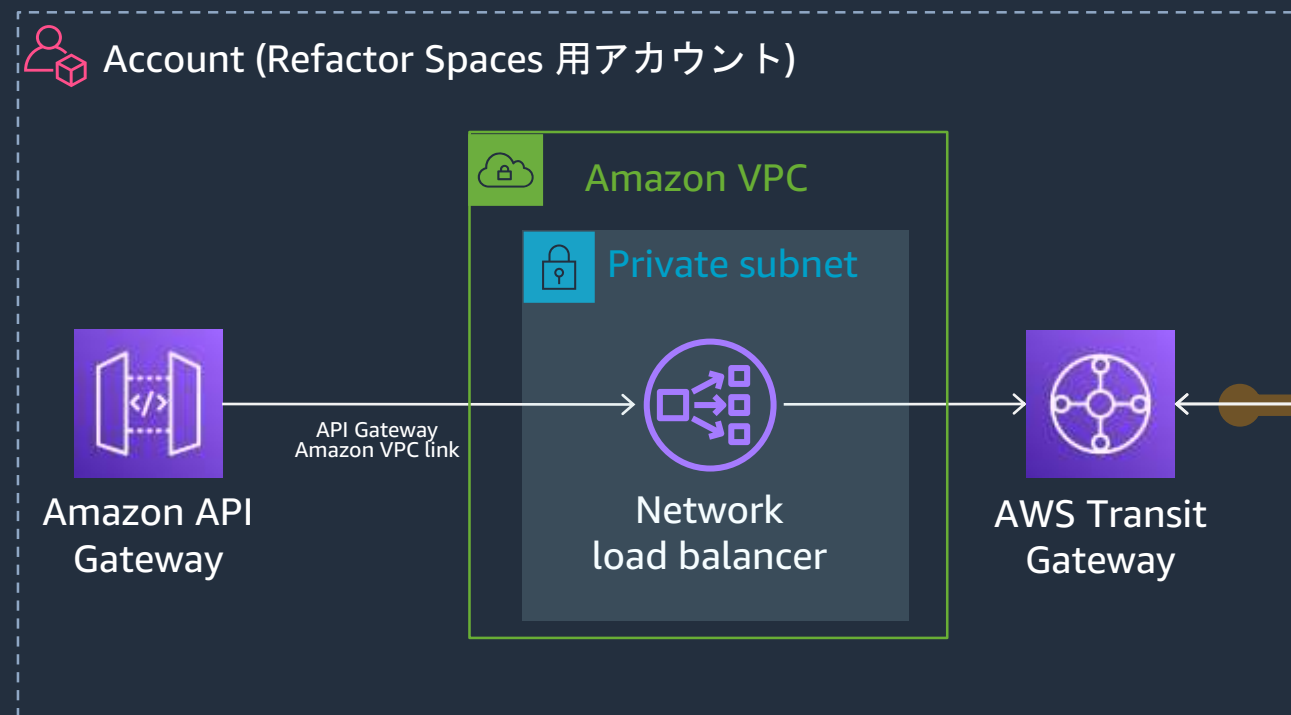 Account (Refactor Spaces 用アカウント)
Amazon VPC
Private subnet
API Gateway
Amazon VPC link
Amazon API
Gateway
Network
load balancer
AWS Transit
Gateway